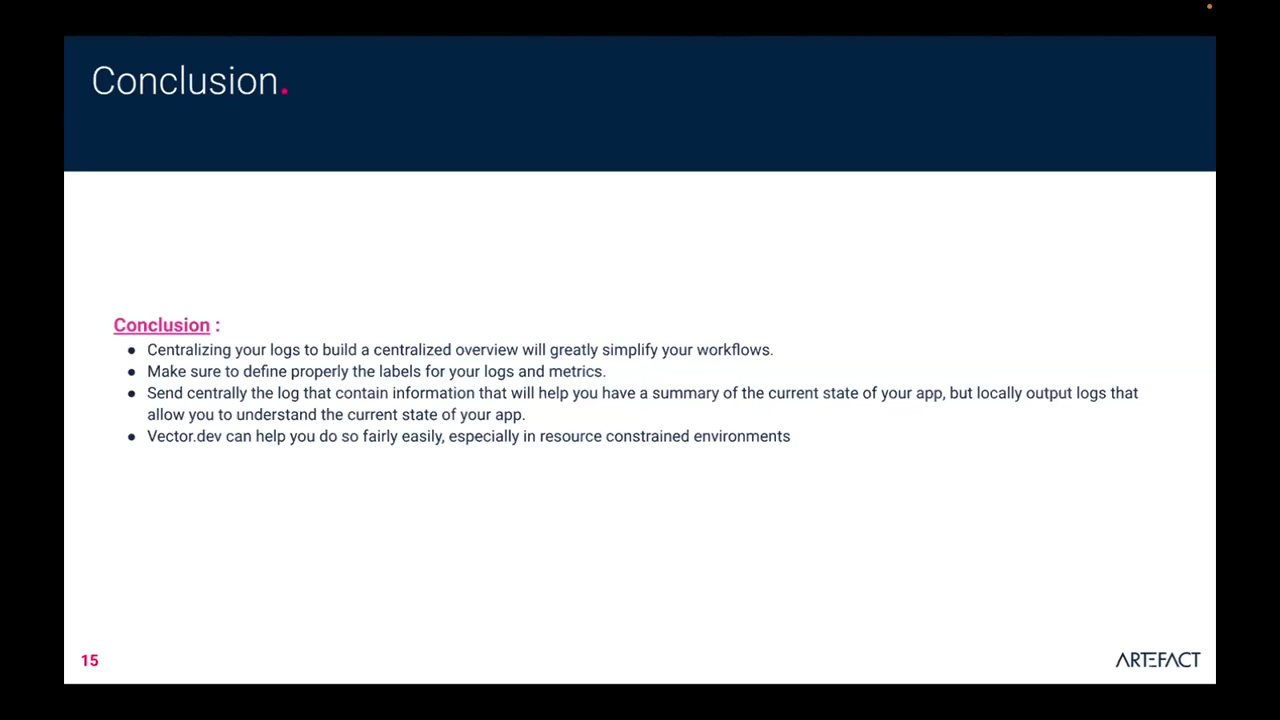 Conclusion.
Conclusion :
● Centralizing your logs to build a centralized overview will greatly simplify your workflows.
● Make sure to define properly the labels for your logs and metrics.
● Send centrally the log that contain information that will help you have a summary of the current state of your app, but locally output logs that
allow you to understand the current state of your app.
● Vector.dev can help you do so fairly easily, especially in resource constrained environments
15
ARTEFACT